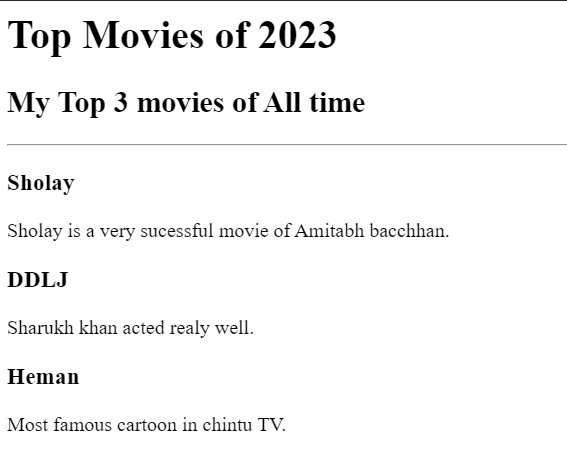 Top Movies of 2023
My Top 3 movies of All time
Sholay
Sholay is a very sucessful movie of Amitabh bacchhan.
DDLJ
Sharukh khan acted realy well.
Heman
Most famous cartoon in chintu TV.